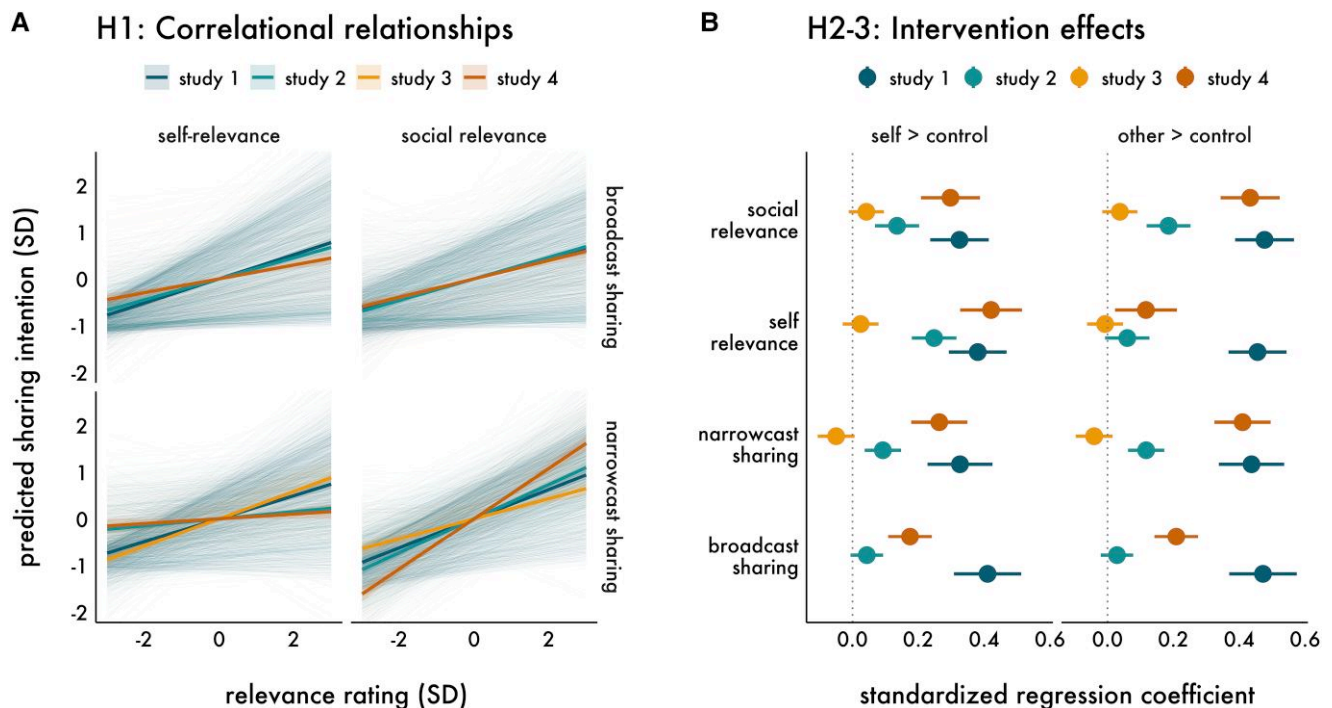 A
H1: Correlational relationships
study 1 study 2 study 3 study 4
self-relevance social relevance
predicted sharing intention (SD)
2
1
0
-1
-2
broadcast sharing
2
1
0
-1
-2
narrowcast sharing
-2 0 2 -2 0 2
relevance rating (SD)
B
H2-3: Intervention effects
study 1 study 2 study 3 study 4
self > control other > control
social
relevance
self
relevance
narrowcast
sharing
broadcast
sharing
0.0 0.2 0.4 0.6 0.0 0.2 0.4 0.6
standardized regression coefficient